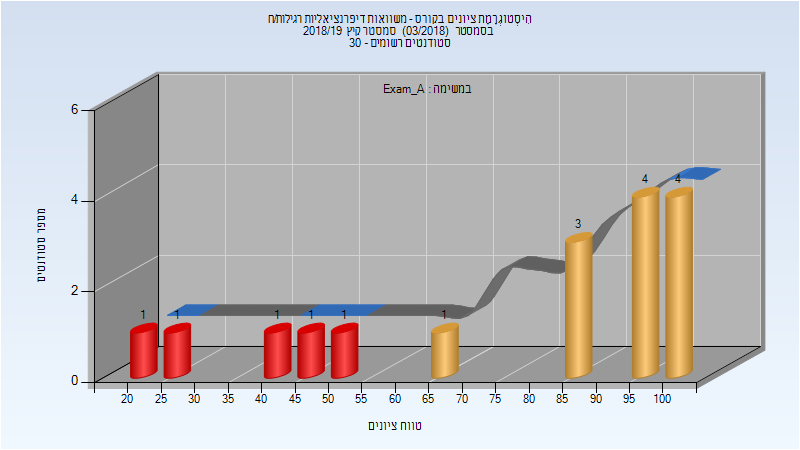 היסטוגרמת ציונים בקורס - משוואות דיפרנציאליות רגילות/ח
בסמסטר (03/2018) סמסטר קיץ 2018/19
סטודנטים רשומים - 30
במשימה : Exam_A
מספר סטודנטים
6
4
2
0
1 1 1 1 1 1 3 4 4
20 25 30 35 40 45 50 55 60 65 70 75 80 85 90 95 100
טווח ציונים